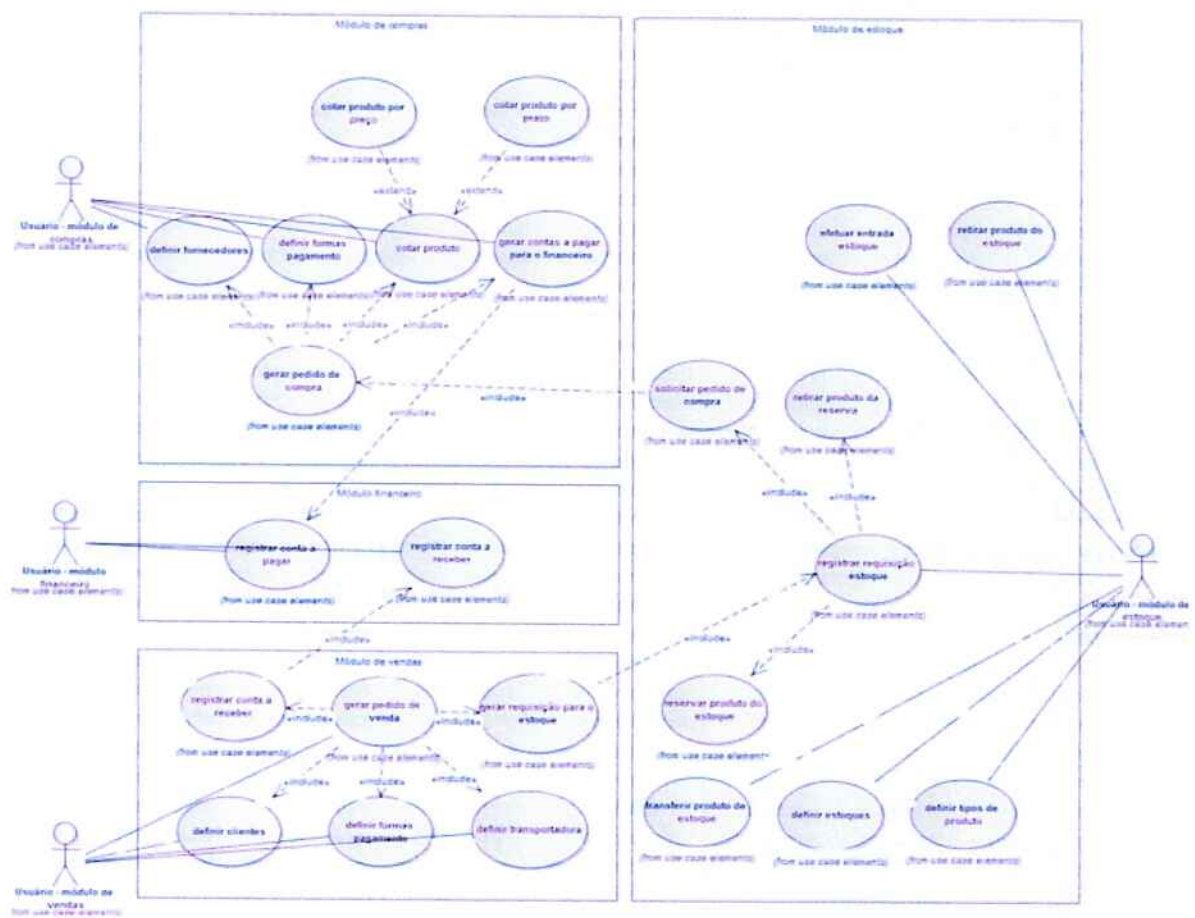 Módulo de compras
cotar produto por
preço
(from use case elements)
cotar produto por
prazo
(from use case elements)
«extend»
«extend»
Usuário - módulo de
compras
(from use case elements)
definir fornecedores
(from use case elements)
definir formas
pagamento
(from use case elements)
cotar produto
(from use case elements)
gerar contas a pagar
para o financeiro
(from use case elements)
«include»
«include»
«include»
«include»
gerar pedido de
compra
(from use case elements)
«include»
«include»
Módulo financeiro
Usuário - módulo
financeiro
(from use case elements)
registrar conta a
pagar
(from use case elements)
registrar conta a
receber
(from use case elements)
«include»
Módulo de vendas
registrar conta a
receber
(from use case elements)
«include»
gerar pedido de
venda
(from use case elements)
«include»
gerar requisição para o
estoque
(from use case elements)
«include»
«include»
«include»
definir clientes
definir formas
pagamento
definir transportadora
Usuário - módulo de
vendas
(from use case elements)
Módulo de estoque
efetuar entrada
estoque
(from use case elements)
retirar produto do
estoque
(from use case elements)
solicitar pedido de
compra
(from use case elements)
retirar produto da
reserva
(from use case elements)
«include»
«include»
registrar requisição
estoque
(from use case elements)
«include»
«include»
Usuário - módulo de
estoque
(from use case elemen
reservar produto do
estoque
(from use case elements)
transferir produto de
estoque
(from use case elements)
definir estoques
(from use case elements)
definir tipos de
produto
(from use case elements)